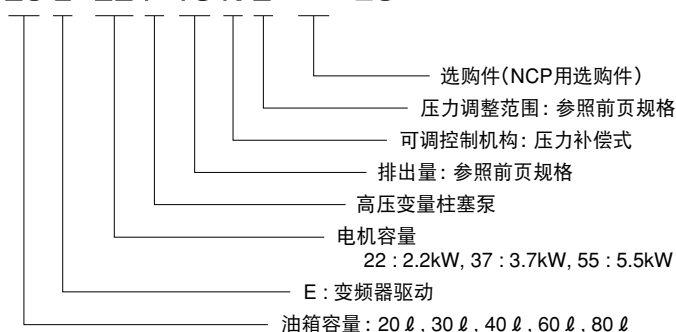 选购件(NCP用选购件)
压力调整范围：参照前页规格
可调控制机构：压力补偿式
排出量：参照前页规格
高压变量柱塞泵
电机容量
22 : 2.2kW, 37 : 3.7kW, 55 : 5.5kW
E : 变频器驱动
油箱容量：20 ℓ , 30 ℓ , 40 ℓ , 60 ℓ , 80 ℓ